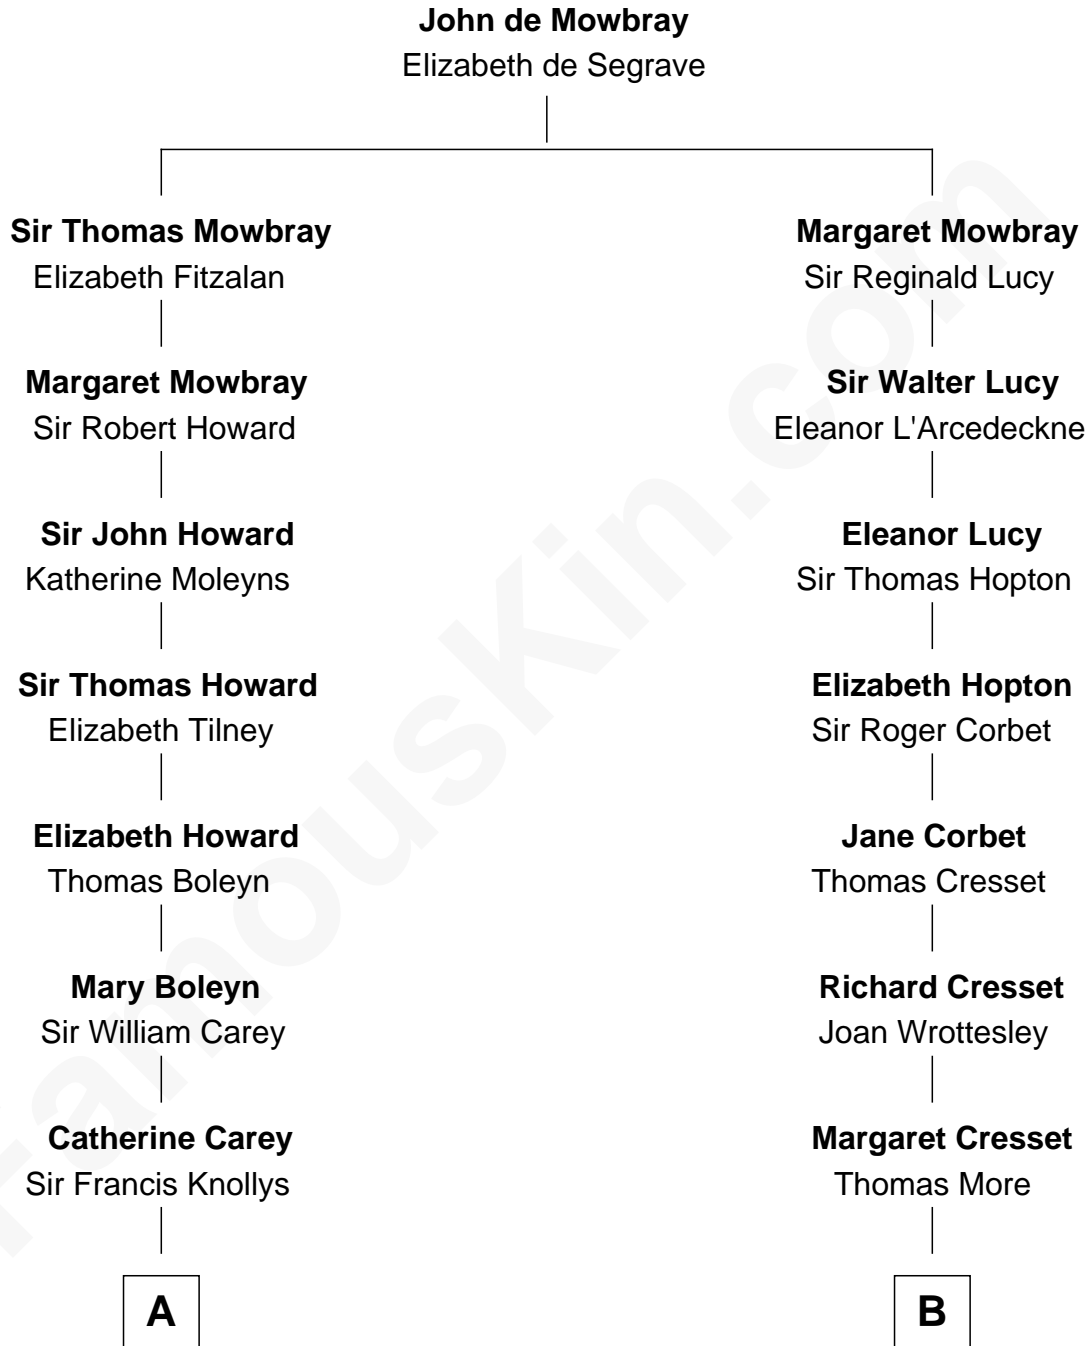 John de Mowbray
Elizabeth de Segrave
Sir Thomas Mowbray
Elizabeth Fitzalan
Margaret Mowbray
Sir Reginald Lucy
Margaret Mowbray
Sir Robert Howard
Sir Walter Lucy
Eleanor L'Arcedeckne
Sir John Howard
Katherine Moleyns
Eleanor Lucy
Sir Thomas Hopton
Sir Thomas Howard
Elizabeth Tilney
Elizabeth Hopton
Sir Roger Corbet
Elizabeth Howard
Thomas Boleyn
Jane Corbet
Thomas Cresset
Mary Boleyn
Sir William Carey
Richard Cresset
Joan Wrottesley
Catherine Carey
Sir Francis Knollys
Margaret Cresset
Thomas More
A
B
FamousKin.com